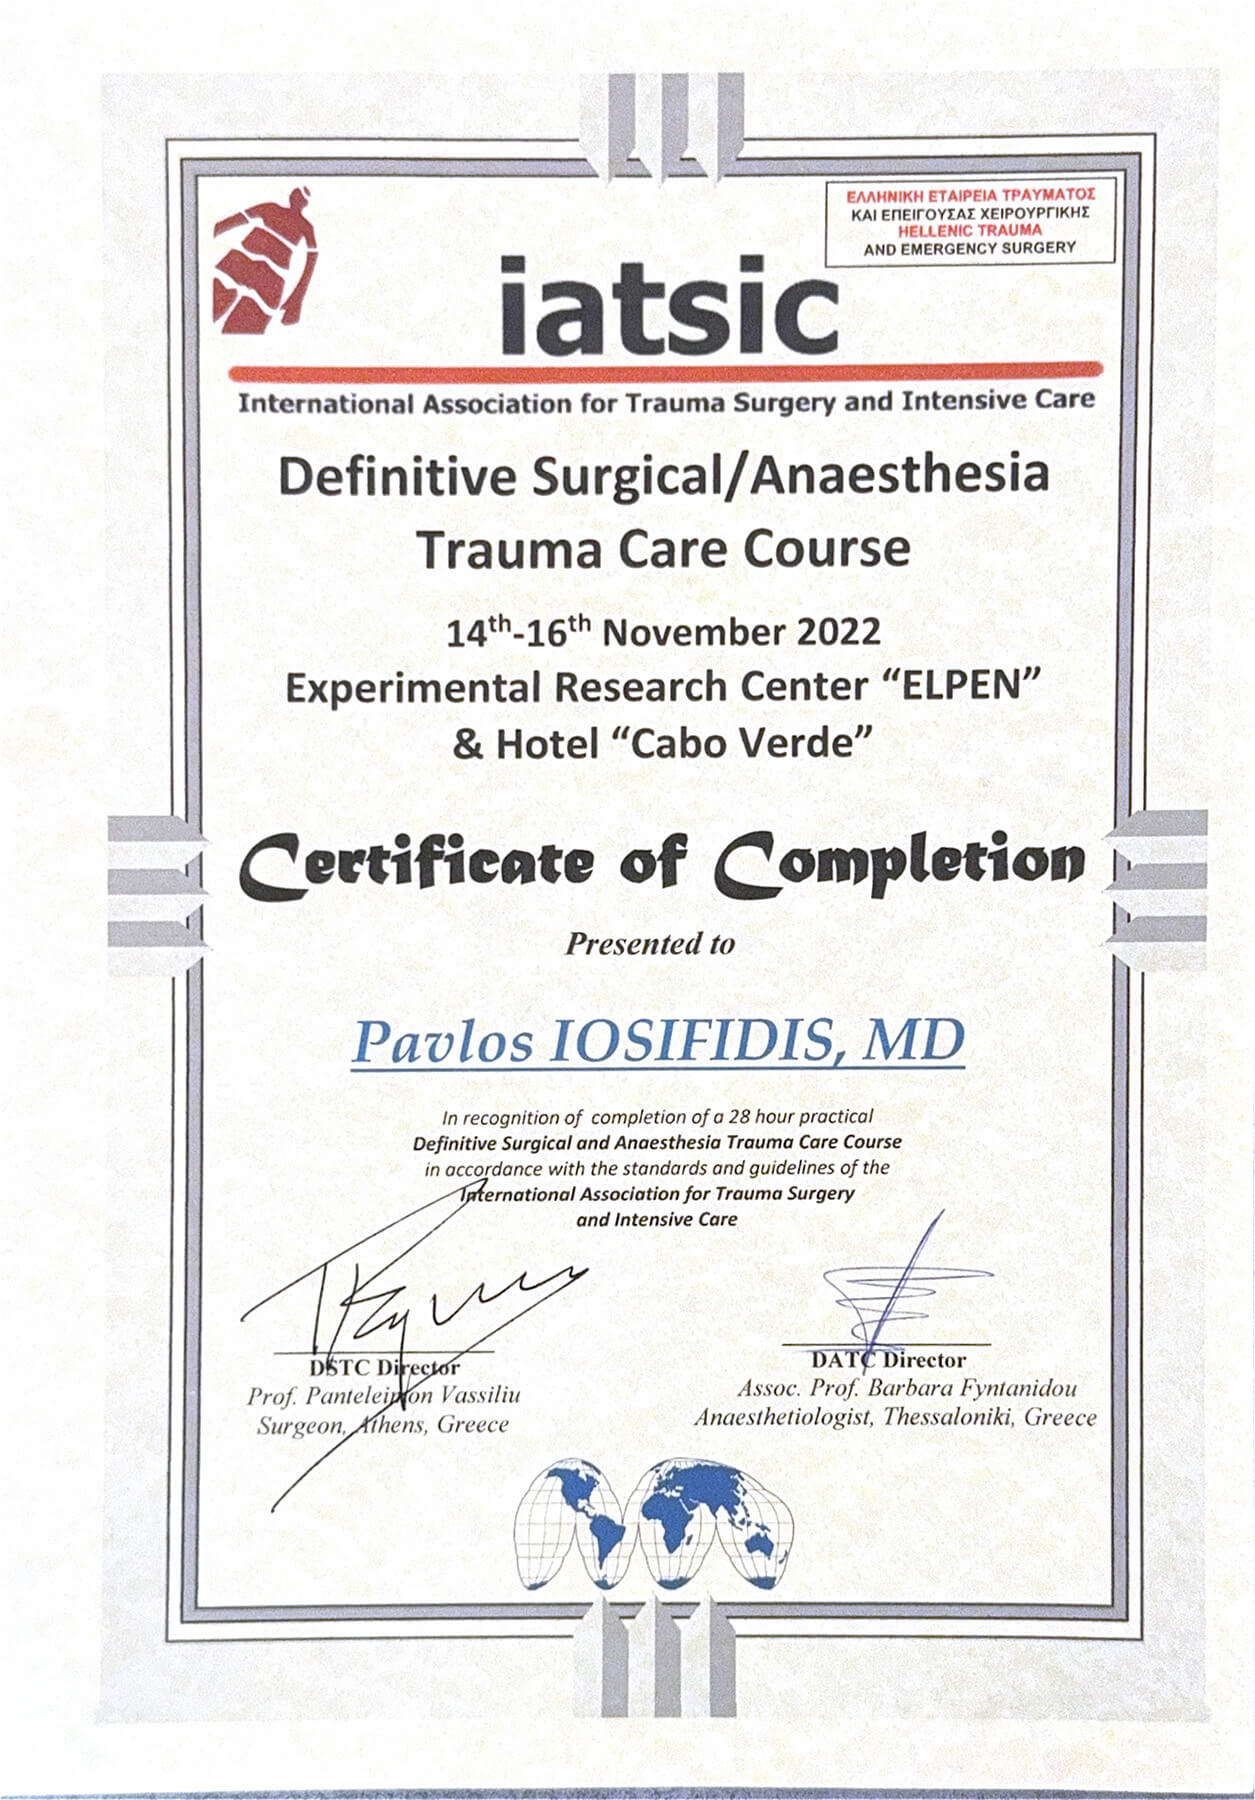 ΕΛΛΗΝΙΚΗ ΕΤΑΙΡΕΙΑ ΤΡΑΥΜΑΤΟΣ
ΚΑΙ ΕΠΕΙΓΟΥΣΑΣ ΧΕΙΡΟΥΡΓΙΚΗΣ
HELLENIC TRAUMA
AND EMERGENCY SURGERY
iatsic
International Association for Trauma Surgery and Intensive Care
Definitive Surgical/Anaesthesia
Trauma Care Course
14th-16th November 2022
Experimental Research Center “ELPEN”
& Hotel “Cabo Verde”
Certificate of Completion
Presented to
Pavlos IOSIFIDIS, MD
In recognition of completion of a 28 hour practical
Definitive Surgical and Anaesthesia Trauma Care Course
in accordance with the standards and guidelines of the
International Association for Trauma Surgery
and Intensive Care
DSTC Director
Prof. Panteleimon Vassiliu
Surgeon, Athens, Greece
DATC Director
Assoc. Prof. Barbara Fyntanidou
Anaesthetiologist, Thessaloniki, Greece